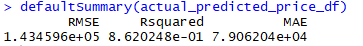 > defaultSummary(actual_predicted_price_df)
RMSE Rsquared MAE
1.434596e+05 8.620248e-01 7.906204e+04